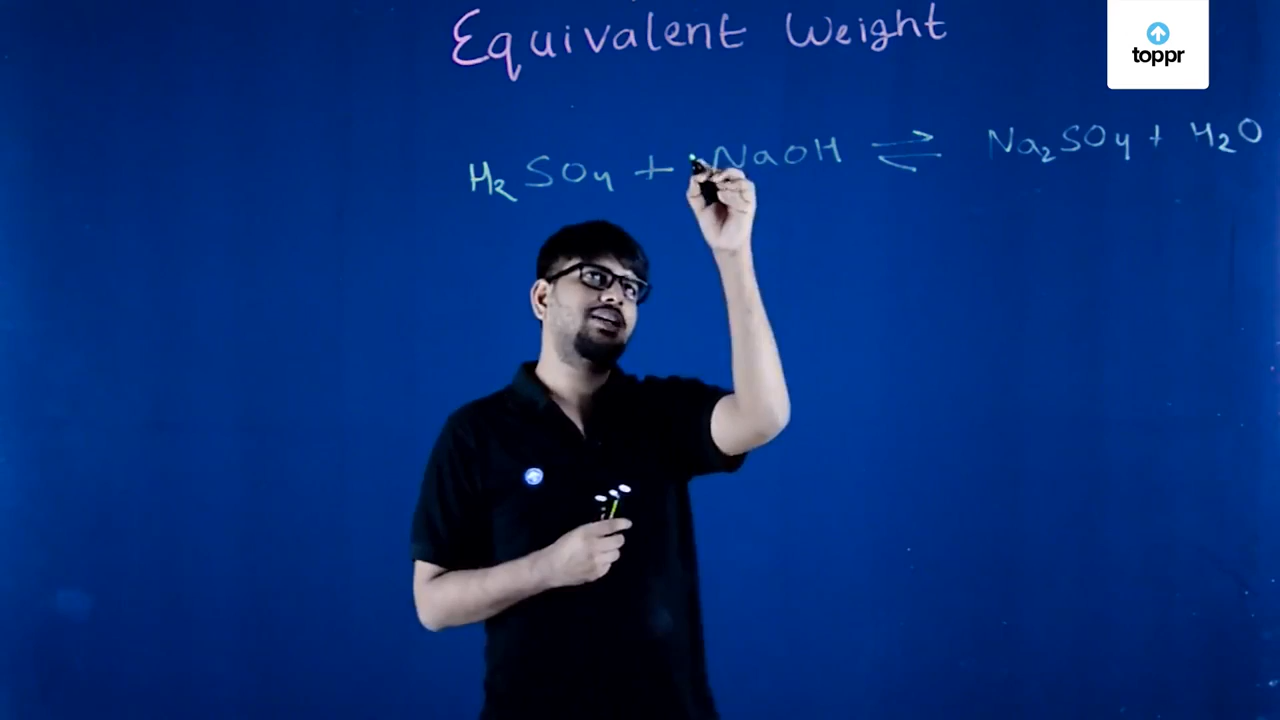 Equivalent Weight
toppr
H₂SO₄ + NaOH ⇌ Na₂SO₄ + H₂O